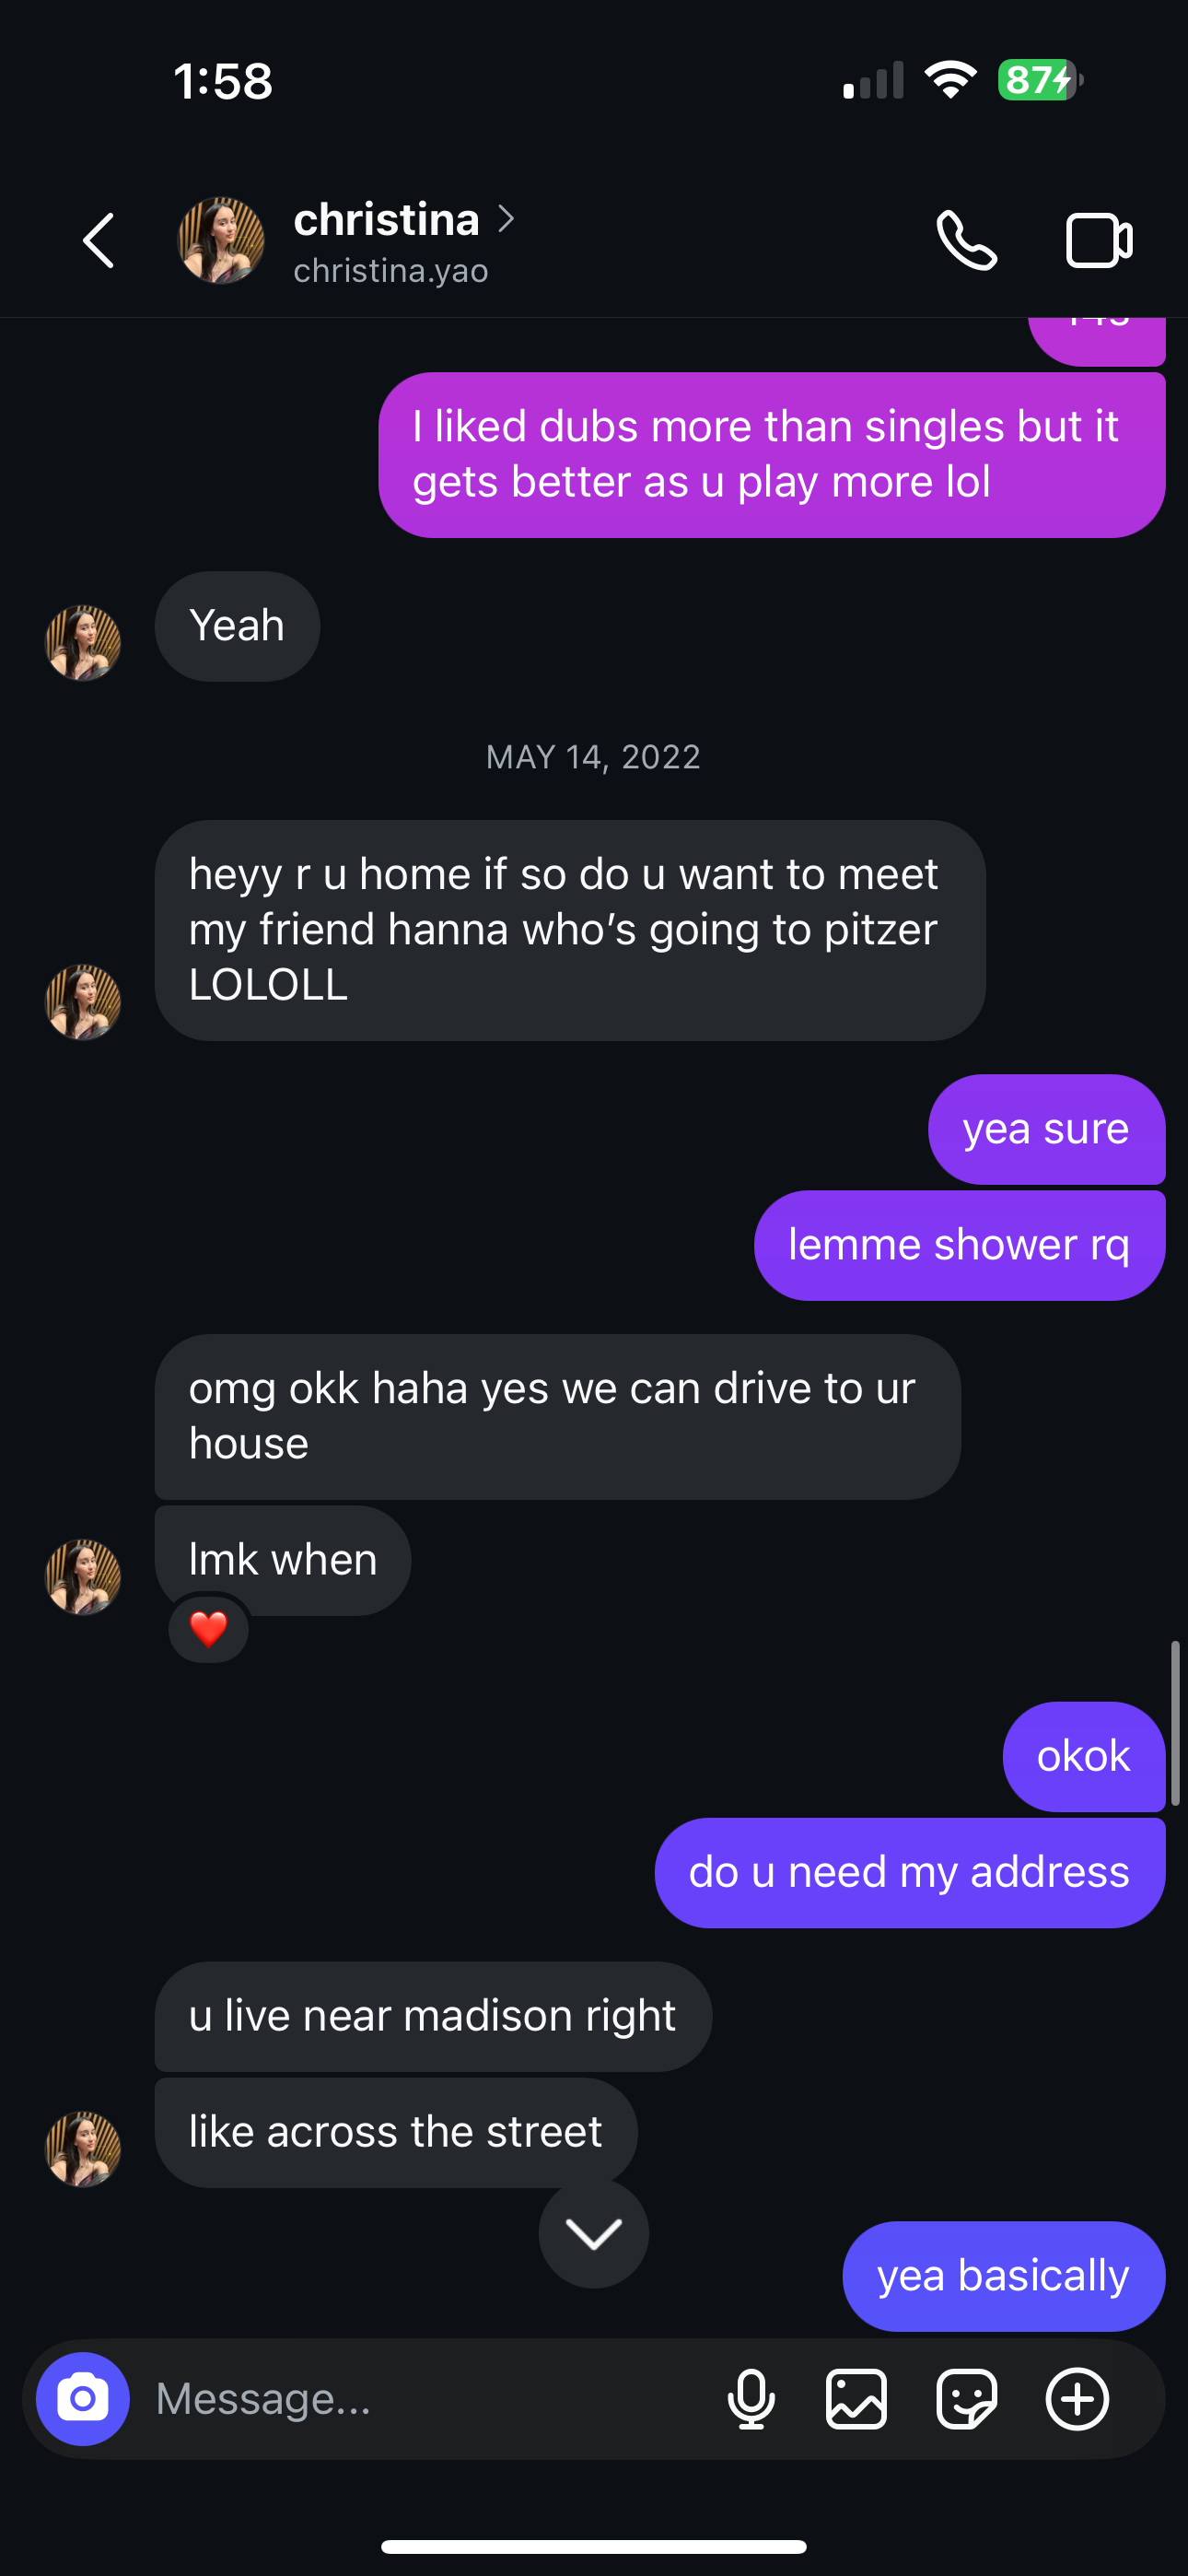 1:58
87
christina
christina.yao
I liked dubs more than singles but it
gets better as u play more lol
Yeah
MAY 14, 2022
heyy r u home if so do u want to meet
my friend hanna who's going to pitzer
LOLOLL
yea sure
lemme shower rq
omg okk haha yes we can drive to ur
house
lmk when
okok
do u need my address
u live near madison right
like across the street
yea basically
Message...